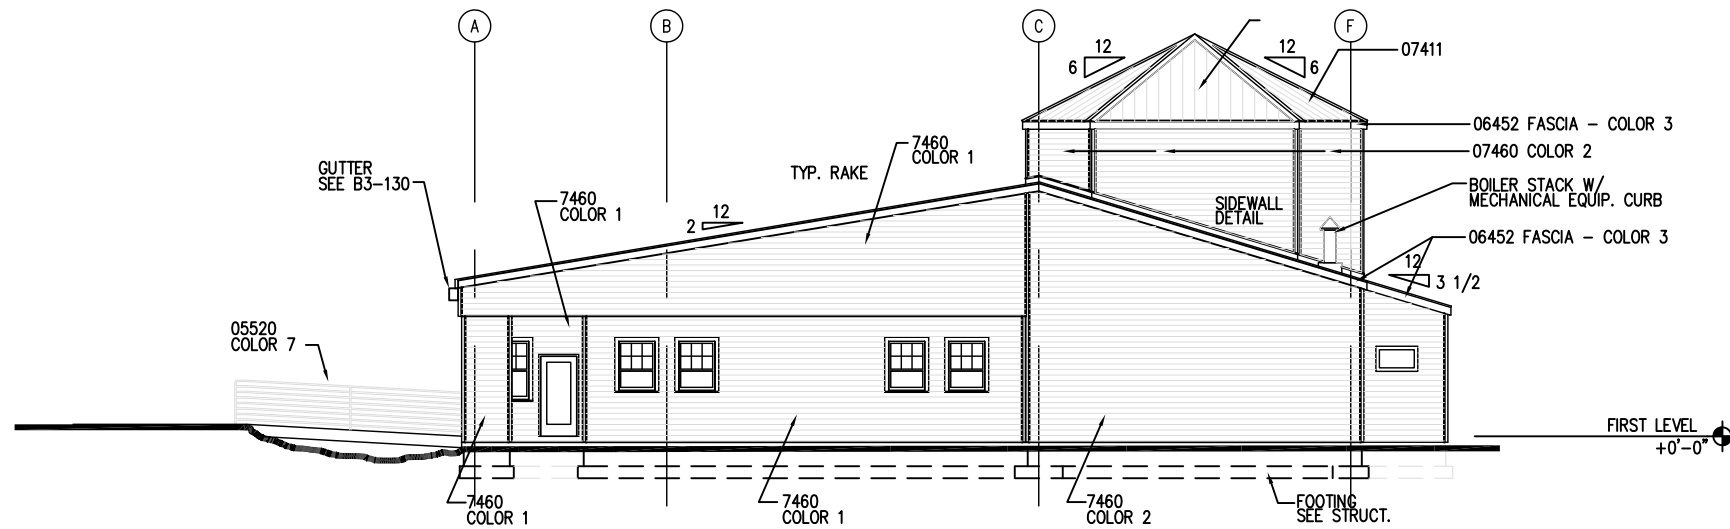 A
B
C
F
12
6
12
6
07411
06452 FASCIA - COLOR 3
07460 COLOR 2
7460
COLOR 1
TYP. RAKE
GUTTER
SEE B3-130
BOILER STACK W/
MECHANICAL EQUIP. CURB
7460
COLOR 1
12
2
SIDEWALL
DETAIL
06452 FASCIA - COLOR 3
12
3 1/2
05520
COLOR 7
FIRST LEVEL
+0'-0"
7460
COLOR 1
7460
COLOR 1
7460
COLOR 2
FOOTING
SEE STRUCT.